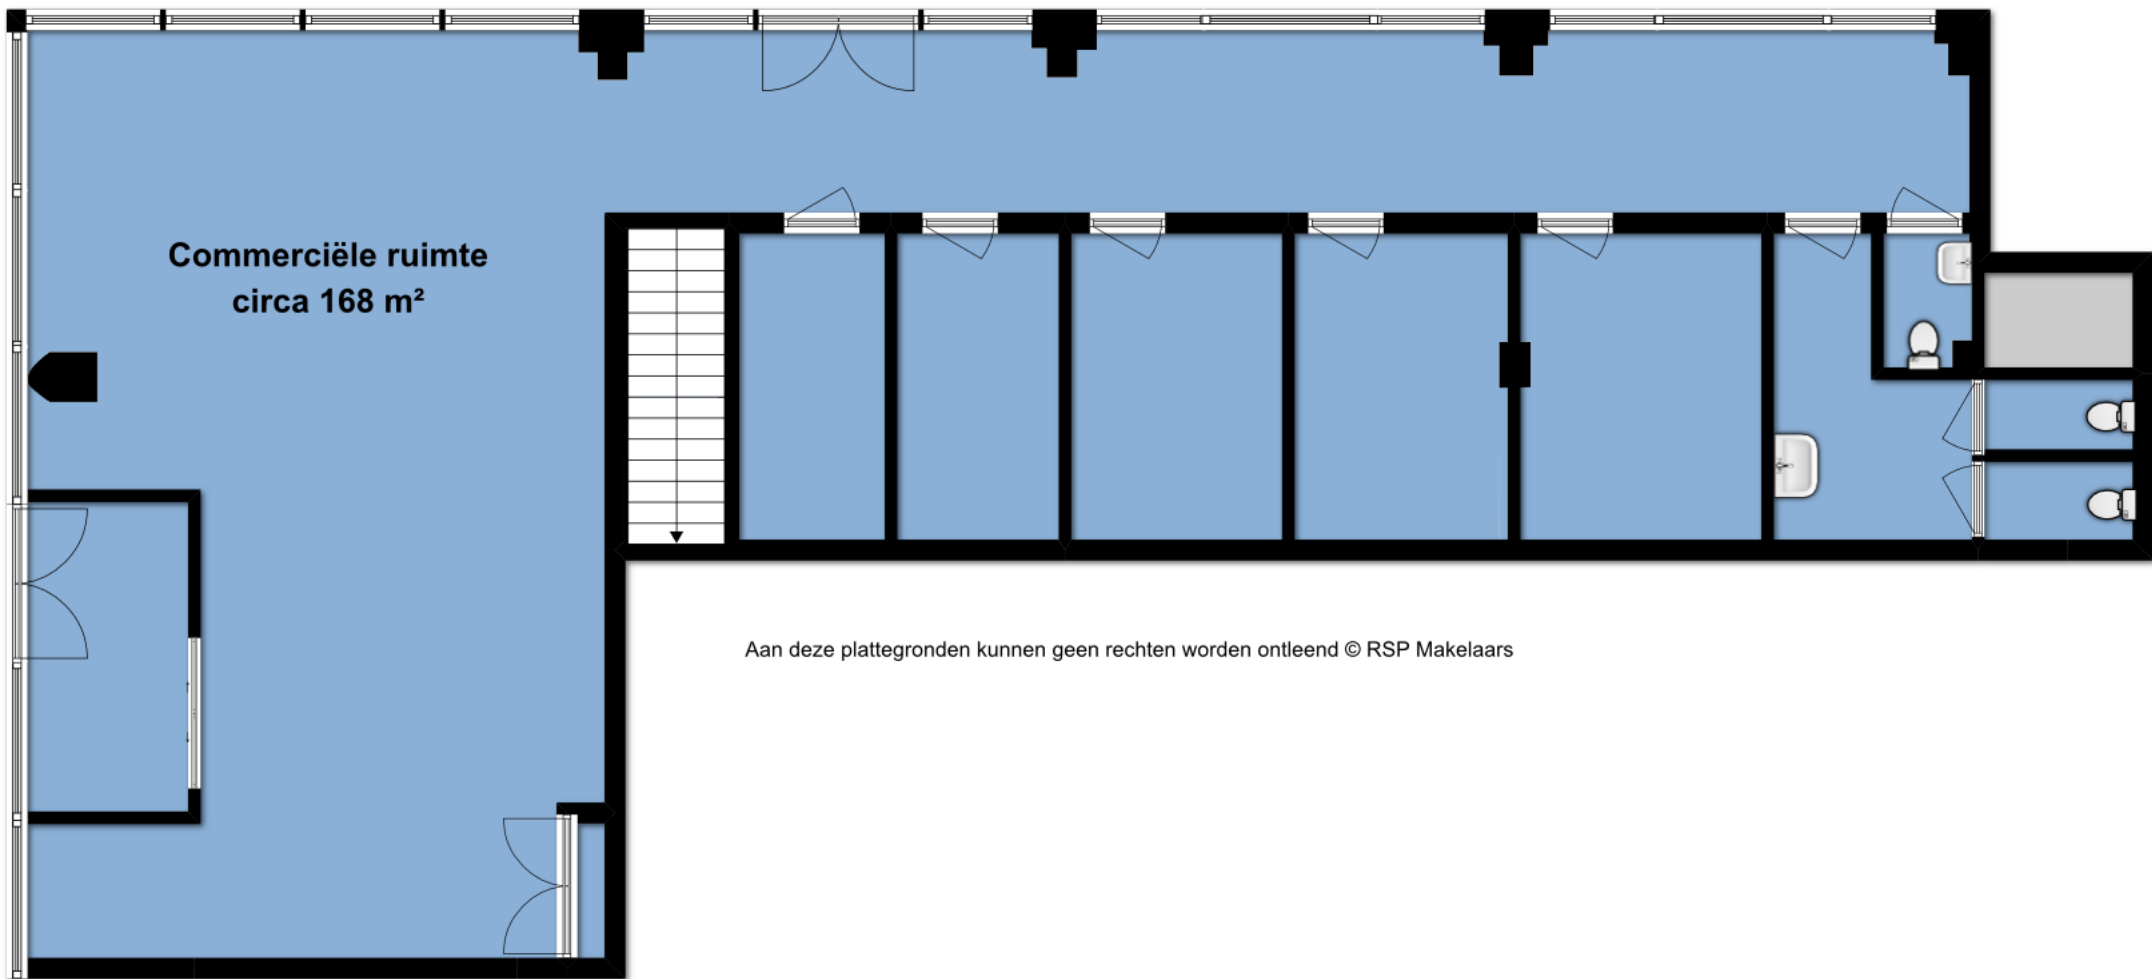 Commerciële ruimte
circa 168 m²
Aan deze plattegronden kunnen geen rechten worden ontleend © RSP Makelaars